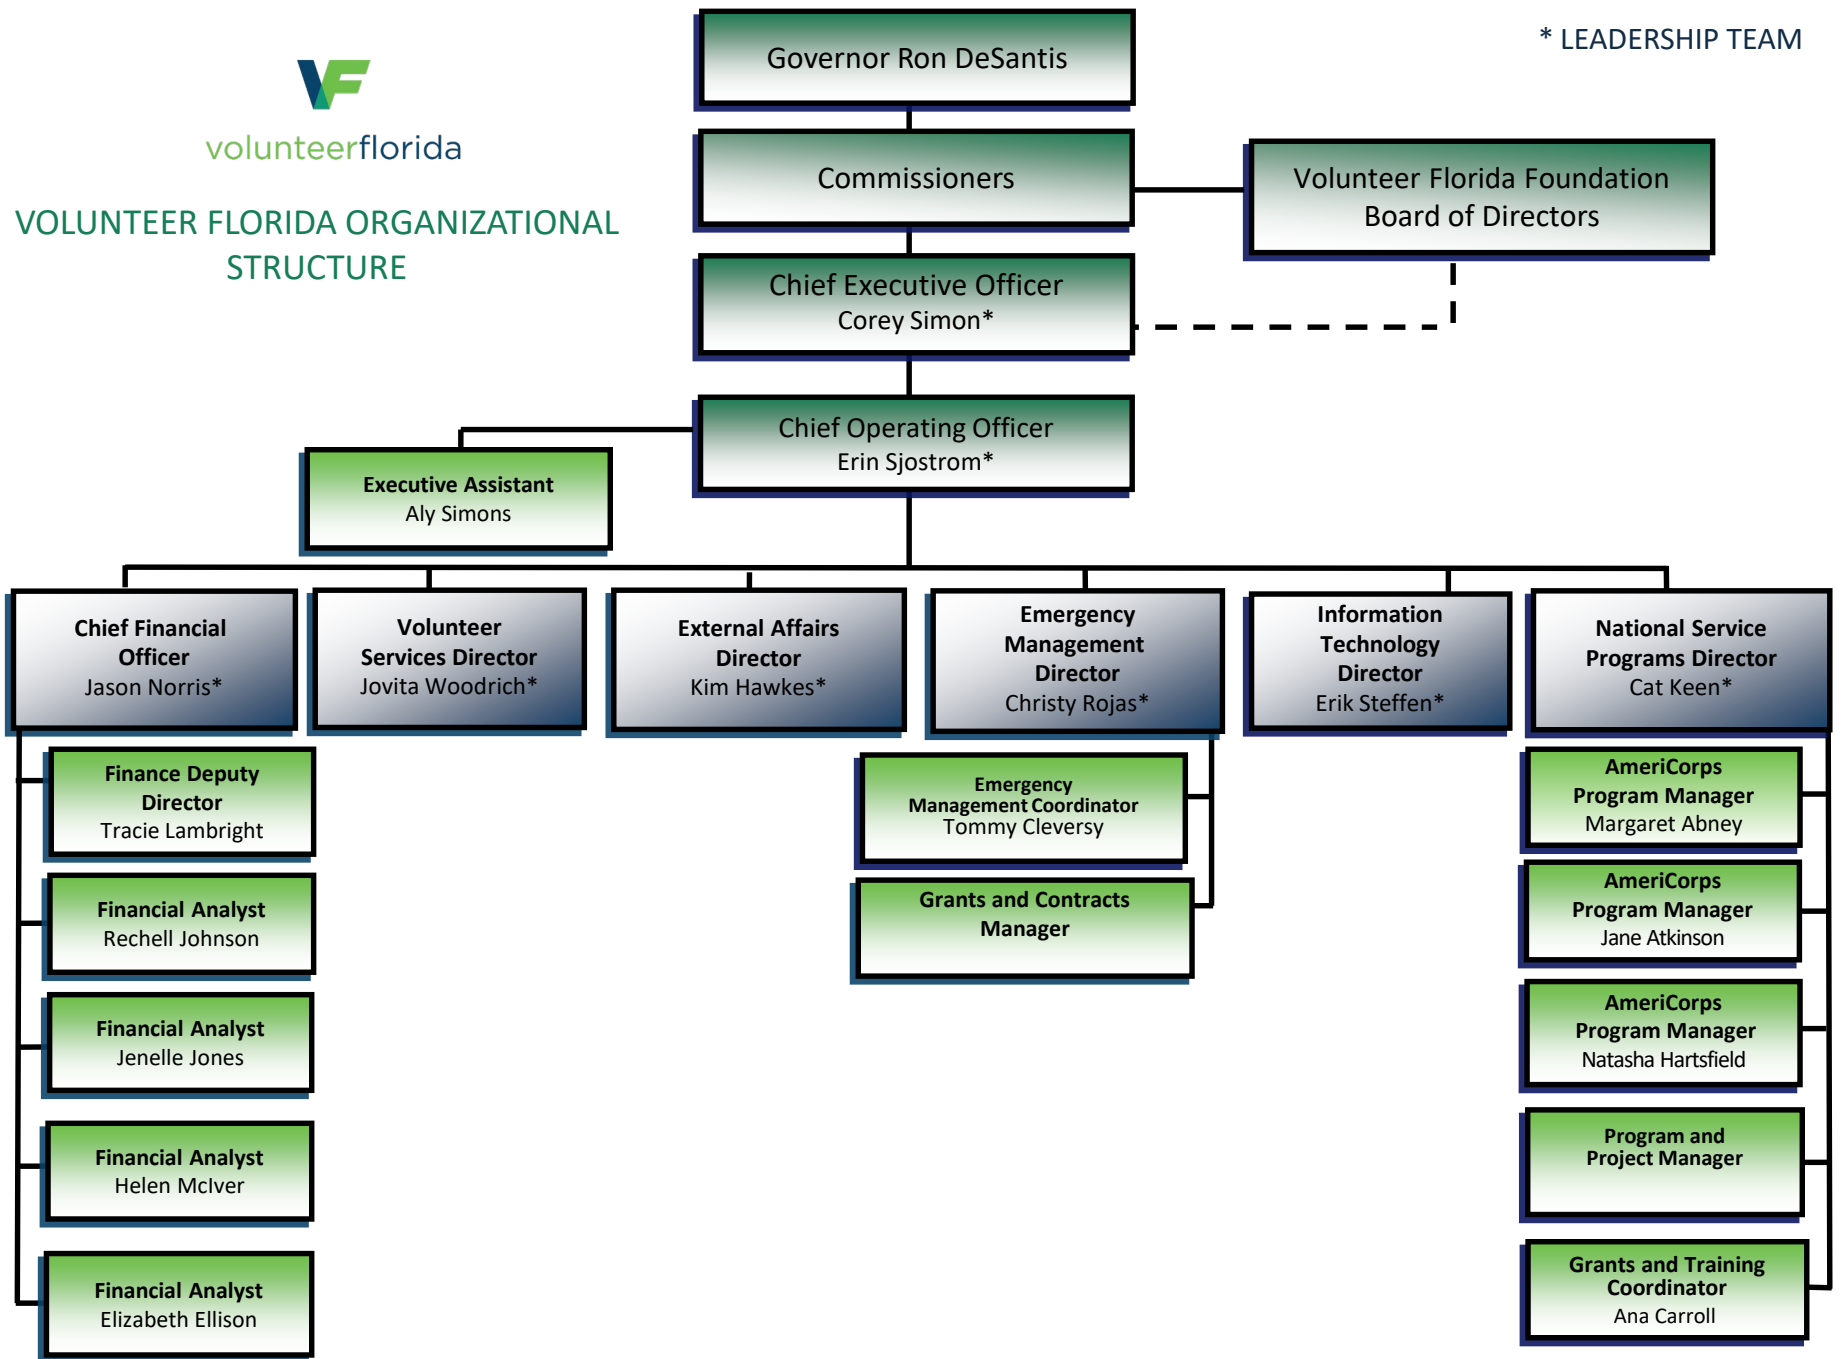 Governor Ron DeSantis
* LEADERSHIP TEAM
VF
volunteerflorida
VOLUNTEER FLORIDA ORGANIZATIONAL
STRUCTURE
Commissioners
Volunteer Florida Foundation
Board of Directors
Chief Executive Officer
Corey Simon*
Chief Operating Officer
Erin Sjostrom*
Executive Assistant
Aly Simons
Chief Financial
Officer
Jason Norris*
Volunteer
Services Director
Jovita Woodrich*
External Affairs
Director
Kim Hawkes*
Emergency
Management
Director
Christy Rojas*
Information
Technology
Director
Erik Steffen*
National Service
Programs Director
Cat Keen*
Finance Deputy
Director
Tracie Lambright
Financial Analyst
Rechell Johnson
Financial Analyst
Jenelle Jones
Financial Analyst
Helen McIver
Financial Analyst
Elizabeth Ellison
Emergency
Management Coordinator
Tommy Cleversy
Grants and Contracts
Manager
AmeriCorps
Program Manager
Margaret Abney
AmeriCorps
Program Manager
Jane Atkinson
AmeriCorps
Program Manager
Natasha Hartsfield
Program and
Project Manager
Grants and Training
Coordinator
Ana Carroll